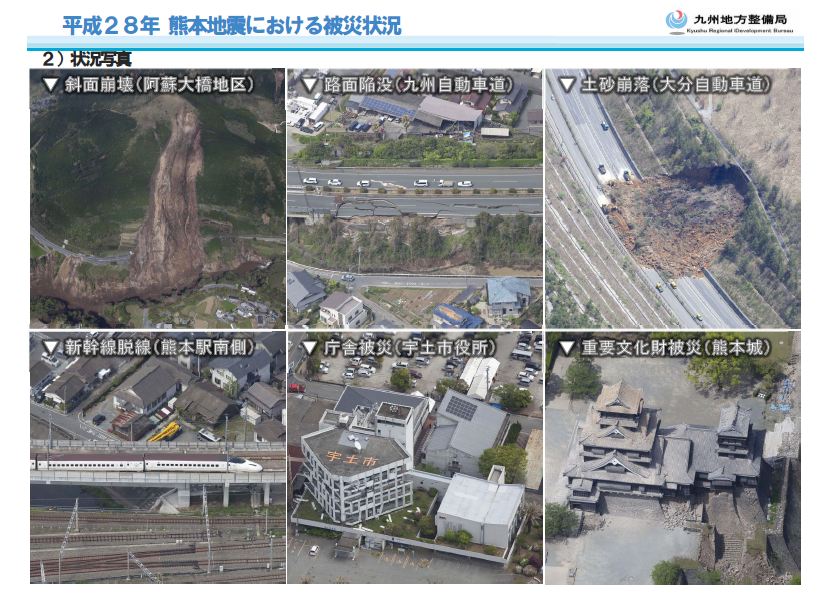 平成２８年 熊本地震における被災状況
九州地方整備局
Kyushu Regional Development Bureau
２）状況写真
▼斜面崩壊（阿蘇大橋地区）
▼路面陥没（九州自動車道）
▼土砂崩落（大分自動車道）
▼新幹線脱線（熊本駅南側）
▼庁舎被災（宇土市役所）
▼重要文化財被災（熊本城）
宇土市